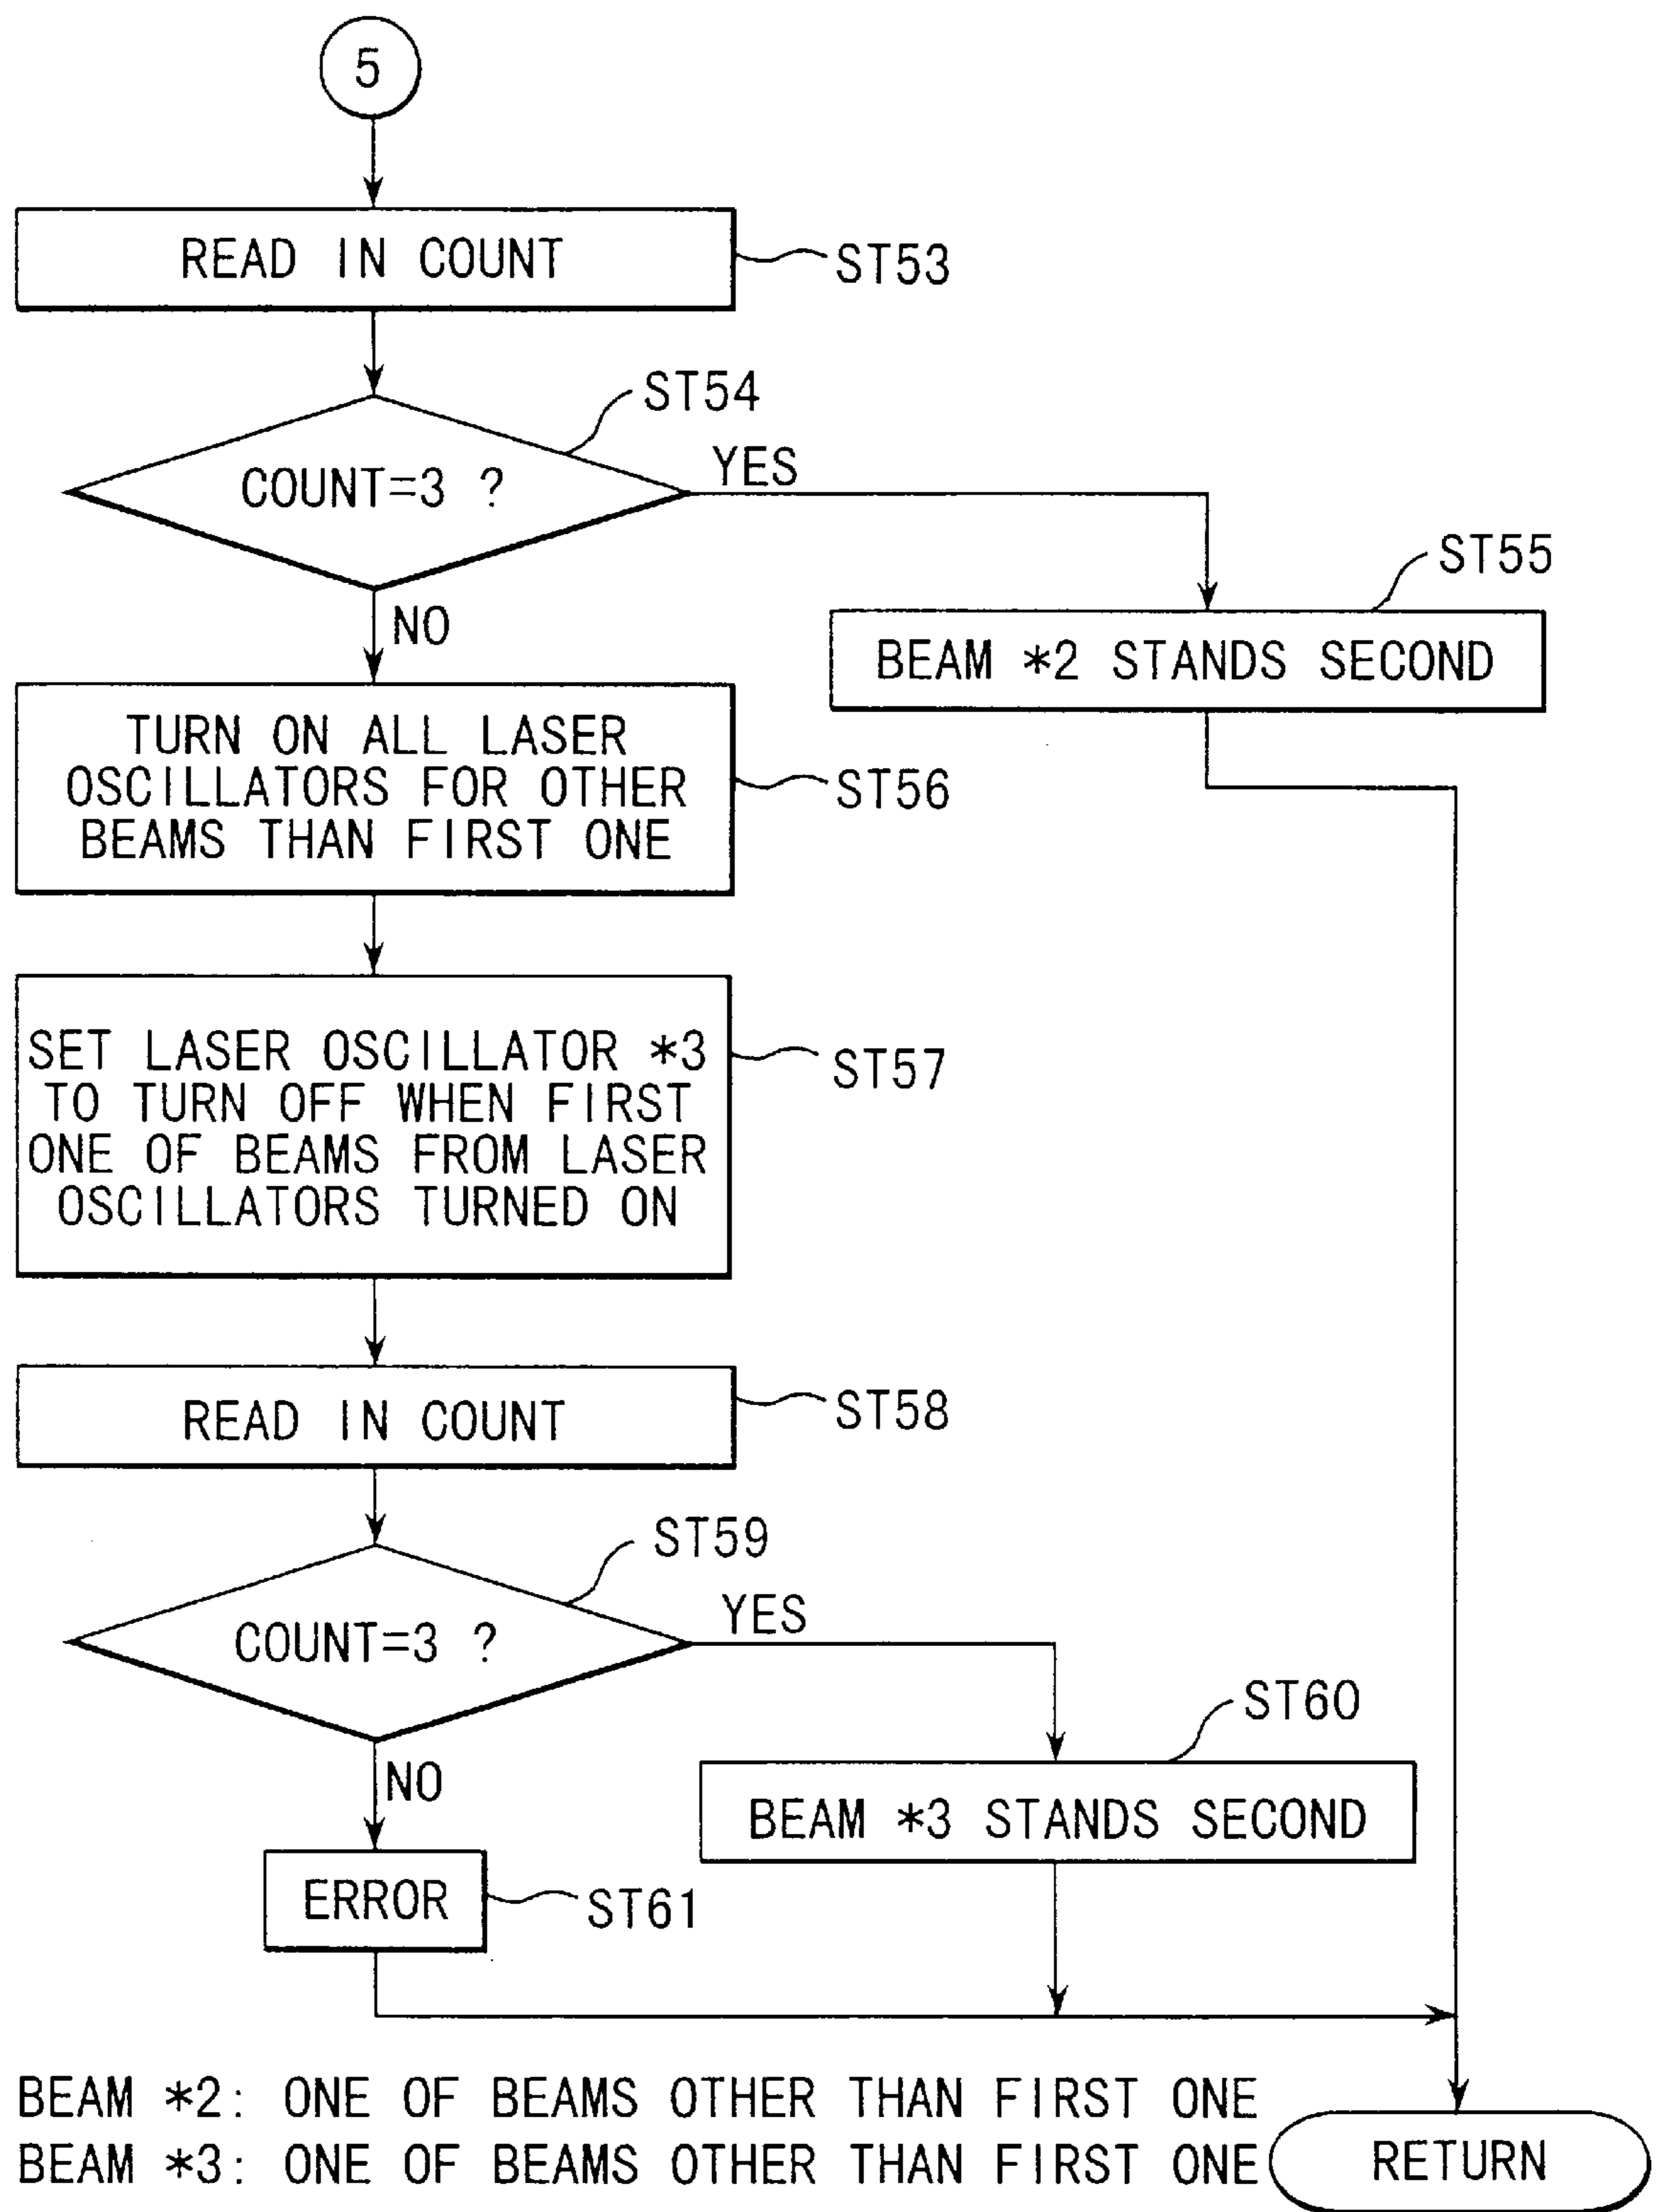 5
READ IN COUNT
ST53
ST54
COUNT=3 ?
YES
ST55
NO
BEAM *2 STANDS SECOND
TURN ON ALL LASER
OSCILLATORS FOR OTHER
BEAMS THAN FIRST ONE
ST56
SET LASER OSCILLATOR *3
TO TURN OFF WHEN FIRST
ONE OF BEAMS FROM LASER
OSCILLATORS TURNED ON
ST57
READ IN COUNT
ST58
ST59
COUNT=3 ?
YES
ST60
NO
BEAM *3 STANDS SECOND
ERROR
ST61
BEAM *2: ONE OF BEAMS OTHER THAN FIRST ONE
BEAM *3: ONE OF BEAMS OTHER THAN FIRST ONE
RETURN